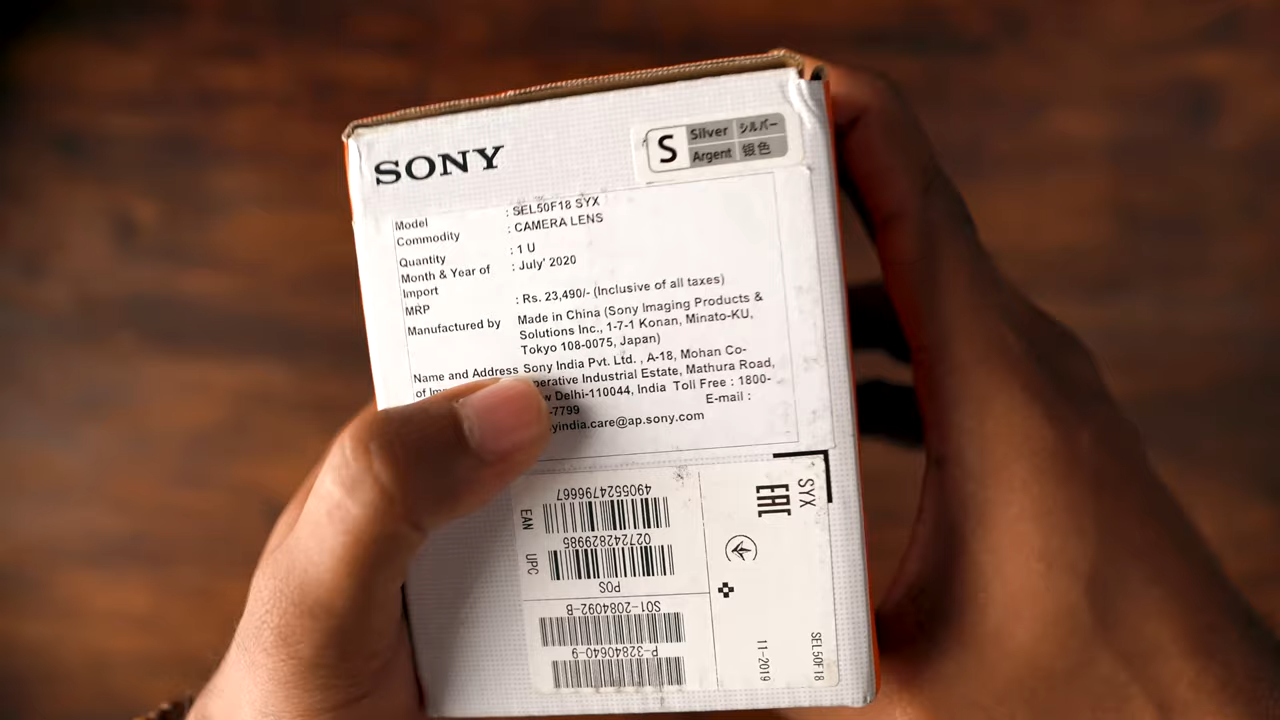 SONY
S Silver シルバー
Argent 银色
Model : SEL50F18 SYX
Commodity : CAMERA LENS
Quantity : 1 U
Month & Year of Import : July' 2020
MRP : Rs. 23,490/- (Inclusive of all taxes)
Manufactured by Made in China (Sony Imaging Products &
Solutions Inc., 1-7-1 Konan, Minato-KU,
Tokyo 108-0075, Japan)
Name and Address Sony India Pvt. Ltd. , A-18, Mohan Co-
of perative Industrial Estate, Mathura Road,
Delhi-110044, India Toll Free : 1800-
-7799 E-mail :
yindia.care@ap.sony.com
4905524796667
EAN
027242829985
UPC
POS
S01-2084092-B
P-32840640-9
SYX
EAC
11-2019
SEL50F18